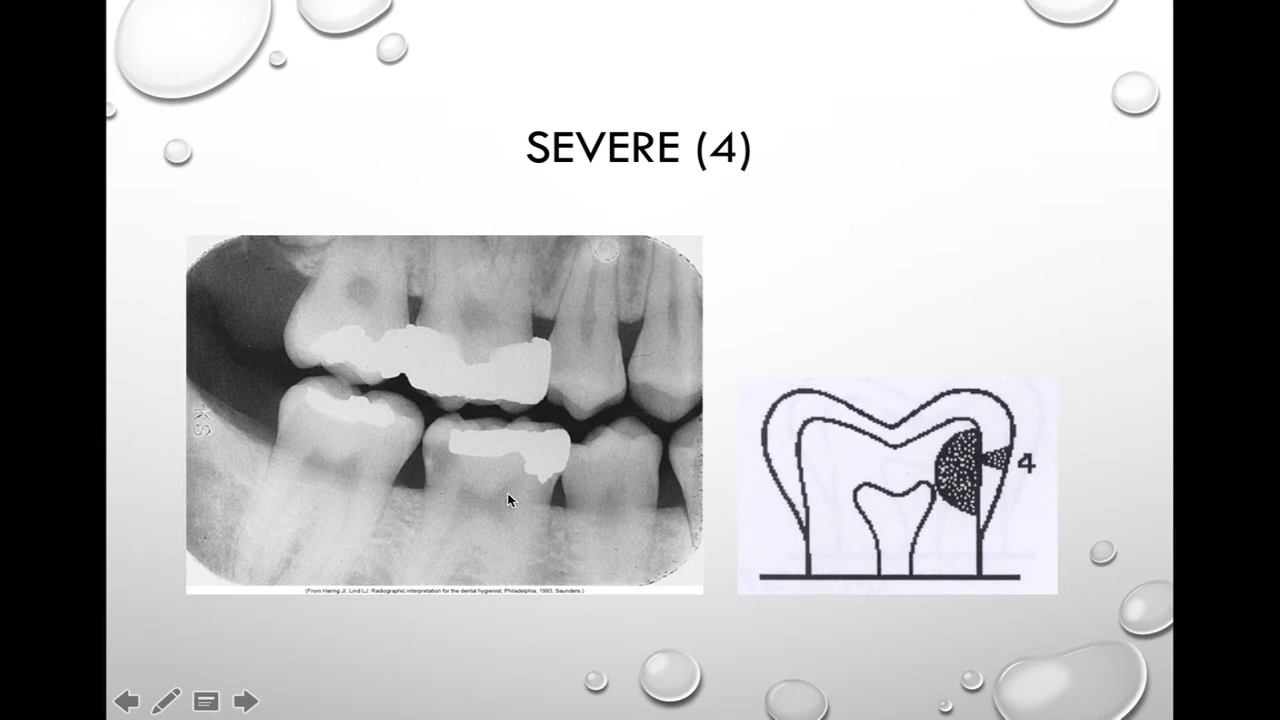 SEVERE (4)
4
(From Haring JI, Lind LJ: Radiographic interpretation for the dental hygienist, Philadelphia, 1993, Saunders.)